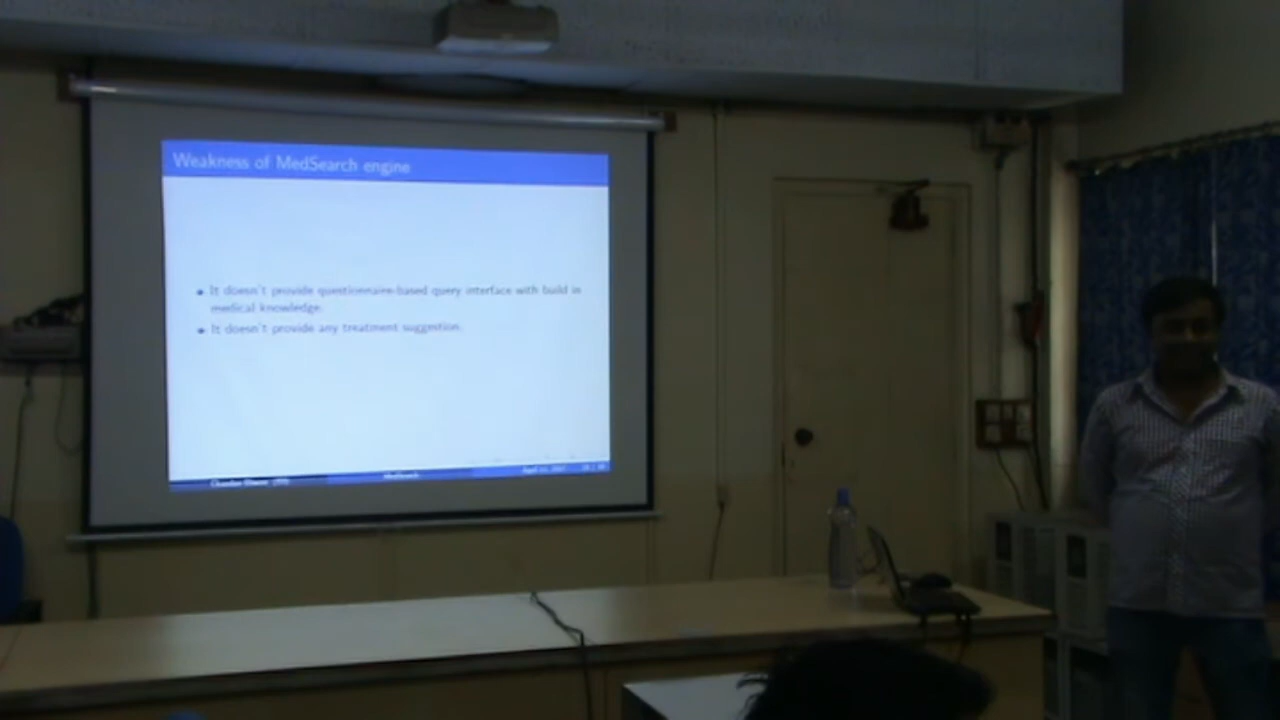 Weakness of MedSearch engine
It doesn't provide questionnaire-based query interface with build in
medical knowledge.
It doesn't provide any treatment suggestion.
MedSearch